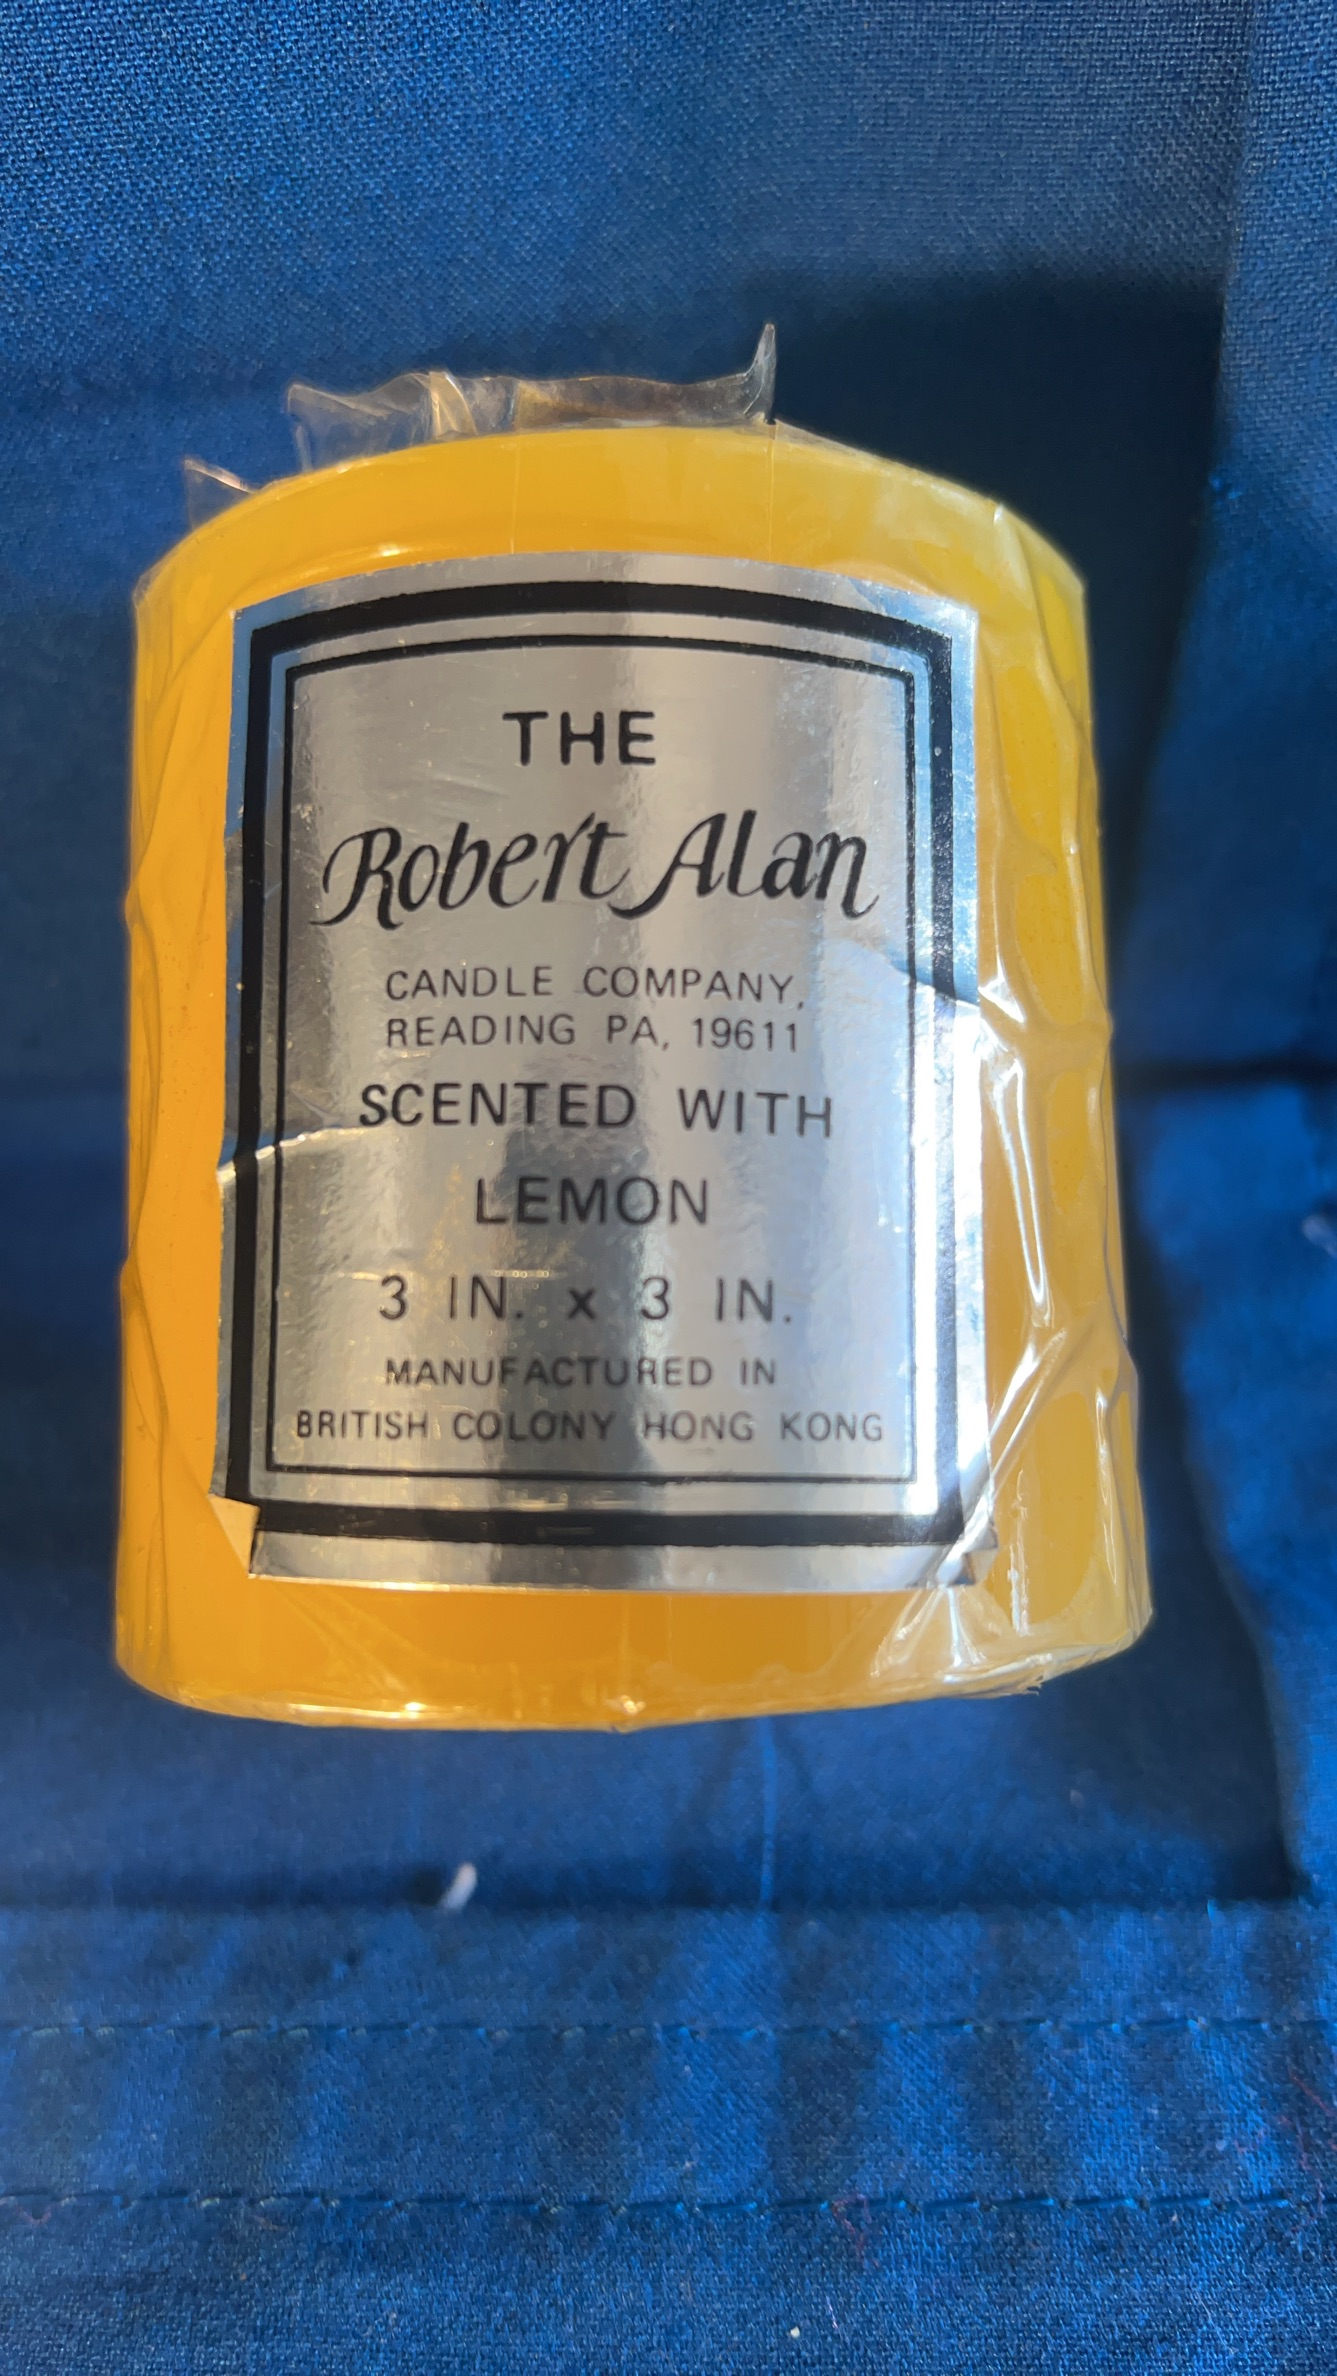 THE
Robert Alan
CANDLE COMPANY,
READING PA, 19611
SCENTED WITH
LEMON
3 IN. x 3 IN.
MANUFACTURED IN
BRITISH COLONY HONG KONG